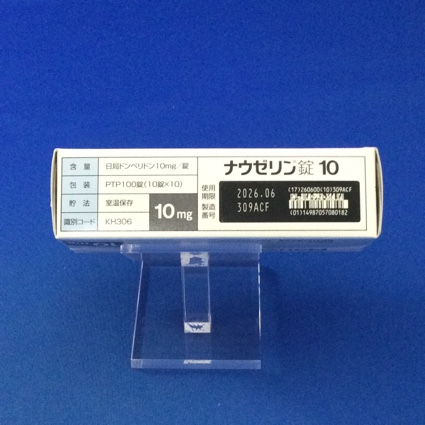 含量 日局ドンペリドン10mg/錠
包装 PTP100錠(10錠×10)
貯法 室温保存
識別コード KH306
10mg
ナウゼリン®錠 10
使用期限 2026.06
製造番号 309ACF
(17)260600(10)309ACF
(01)14987057080182